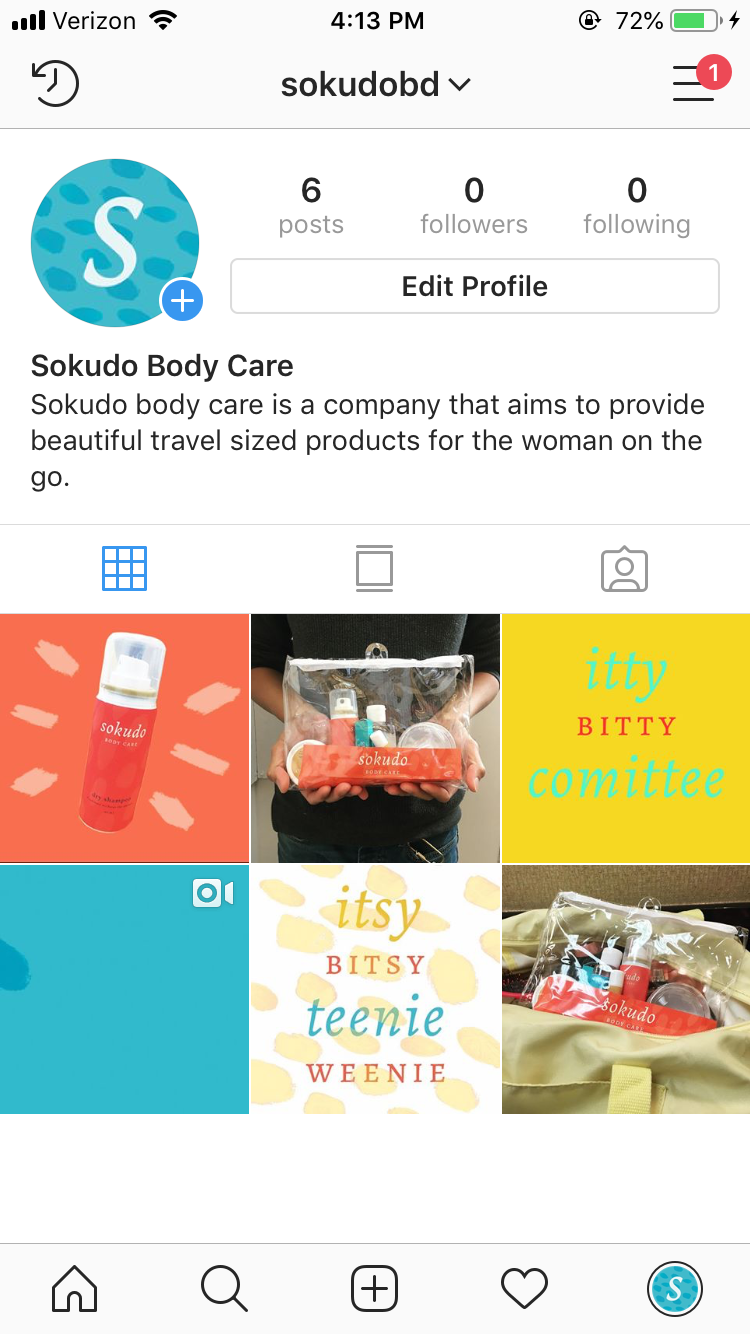 Verizon 4:13 PM 72%
sokudobd 1
S
6 0 0
posts followers following
Edit Profile
Sokudo Body Care
Sokudo body care is a company that aims to provide
beautiful travel sized products for the woman on the
go.
sokudo
BODY CARE
dry shampoo
sokudo
BODY CARE
itty
BITTY
comittee
itsy
BITSY
teenie
WEENIE
sokudo
BODY CARE
S